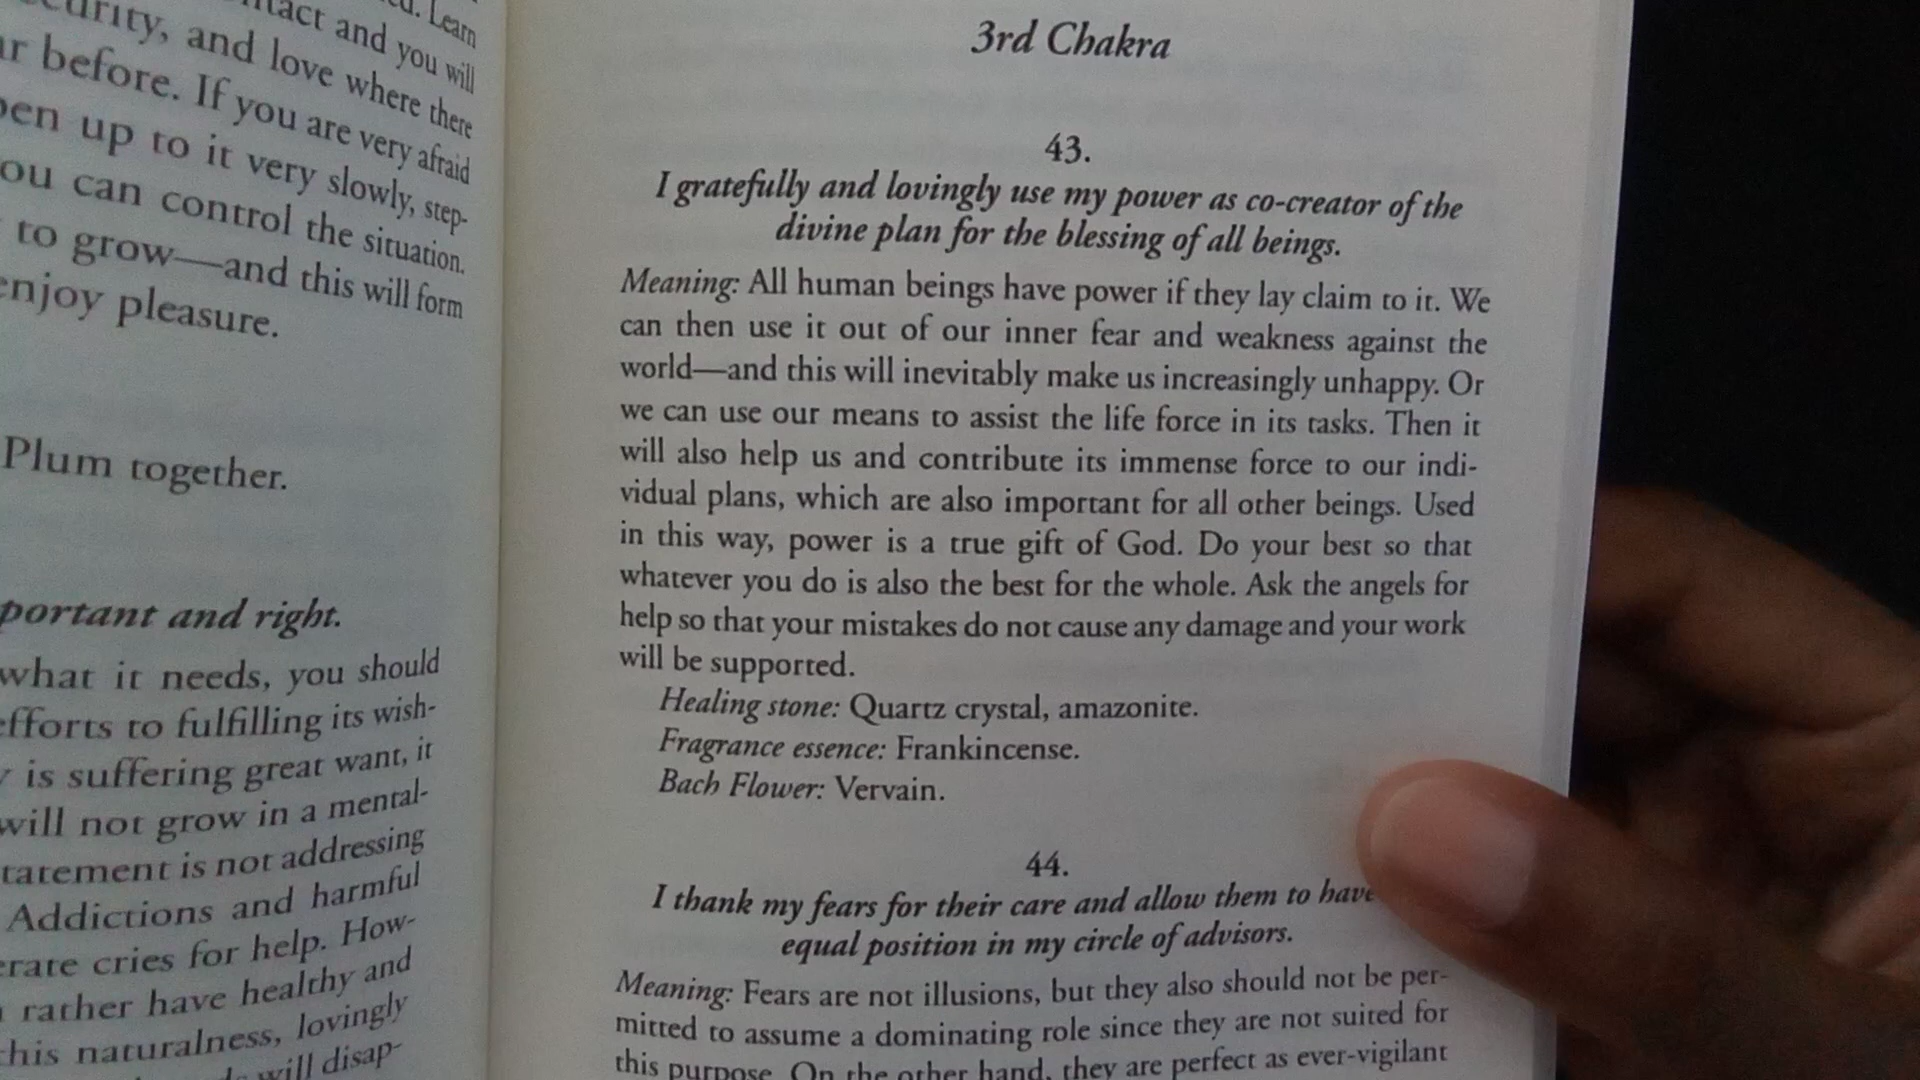 ed. Learn
ntact and you will
curity, and love where there
ar before. If you are very afraid
pen up to it very slowly, step-
ou can control the situation.
to grow—and this will form
enjoy pleasure.
Plum together.
portant and right.
what it needs, you should
efforts to fulfilling its wish-
y is suffering great want, it
will not grow in a mental-
tatement is not addressing
Addictions and harmful
erate cries for help. How-
rather have healthy and
this naturalness, lovingly
will disap-
3rd Chakra
43.
I gratefully and lovingly use my power as co-creator of the
divine plan for the blessing of all beings.
Meaning: All human beings have power if they lay claim to it. We
can then use it out of our inner fear and weakness against the
world—and this will inevitably make us increasingly unhappy. Or
we can use our means to assist the life force in its tasks. Then it
will also help us and contribute its immense force to our indi-
vidual plans, which are also important for all other beings. Used
in this way, power is a true gift of God. Do your best so that
whatever you do is also the best for the whole. Ask the angels for
help so that your mistakes do not cause any damage and your work
will be supported.
Healing stone: Quartz crystal, amazonite.
Fragrance essence: Frankincense.
Bach Flower: Vervain.
44.
I thank my fears for their care and allow them to have
equal position in my circle of advisors.
Meaning: Fears are not illusions, but they also should not be per-
mitted to assume a dominating role since they are not suited for
this purpose. On the other hand, they are perfect as ever-vigilant